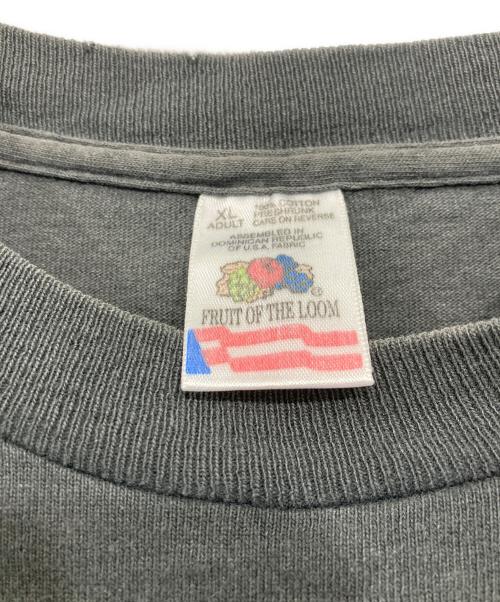 XL
ADULT
100% COTTON
PRESHRUNK
CARE ON REVERSE
ASSEMBLED IN
DOMINICAN REPUBLIC
OF U.S.A. FABRIC
®
FRUIT OF THE LOOM